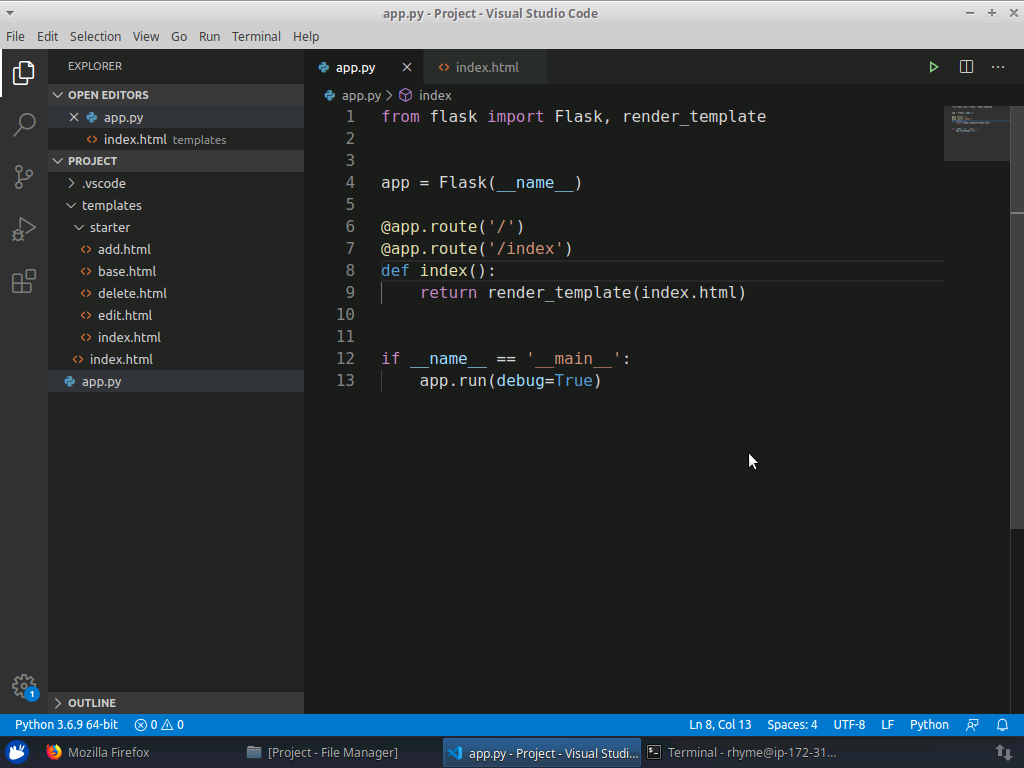 app.py - Project - Visual Studio Code
File Edit Selection View Go Run Terminal Help
EXPLORER
OPEN EDITORS
app.py
index.html templates
PROJECT
.vscode
templates
starter
add.html
base.html
delete.html
edit.html
index.html
index.html
app.py
OUTLINE
app.py index.html
app.py > index
1 from flask import Flask, render_template
2
3
4 app = Flask(__name__)
5
6 @app.route('/')
7 @app.route('/index')
8 def index():
9     return render_template(index.html)
10
11
12 if __name__ == '__main__':
13     app.run(debug=True)
1
Python 3.6.9 64-bit 0 0 Ln 8, Col 13 Spaces: 4 UTF-8 LF Python
Mozilla Firefox [Project - File Manager] app.py - Project - Visual Studi... Terminal - rhyme@ip-172-31...